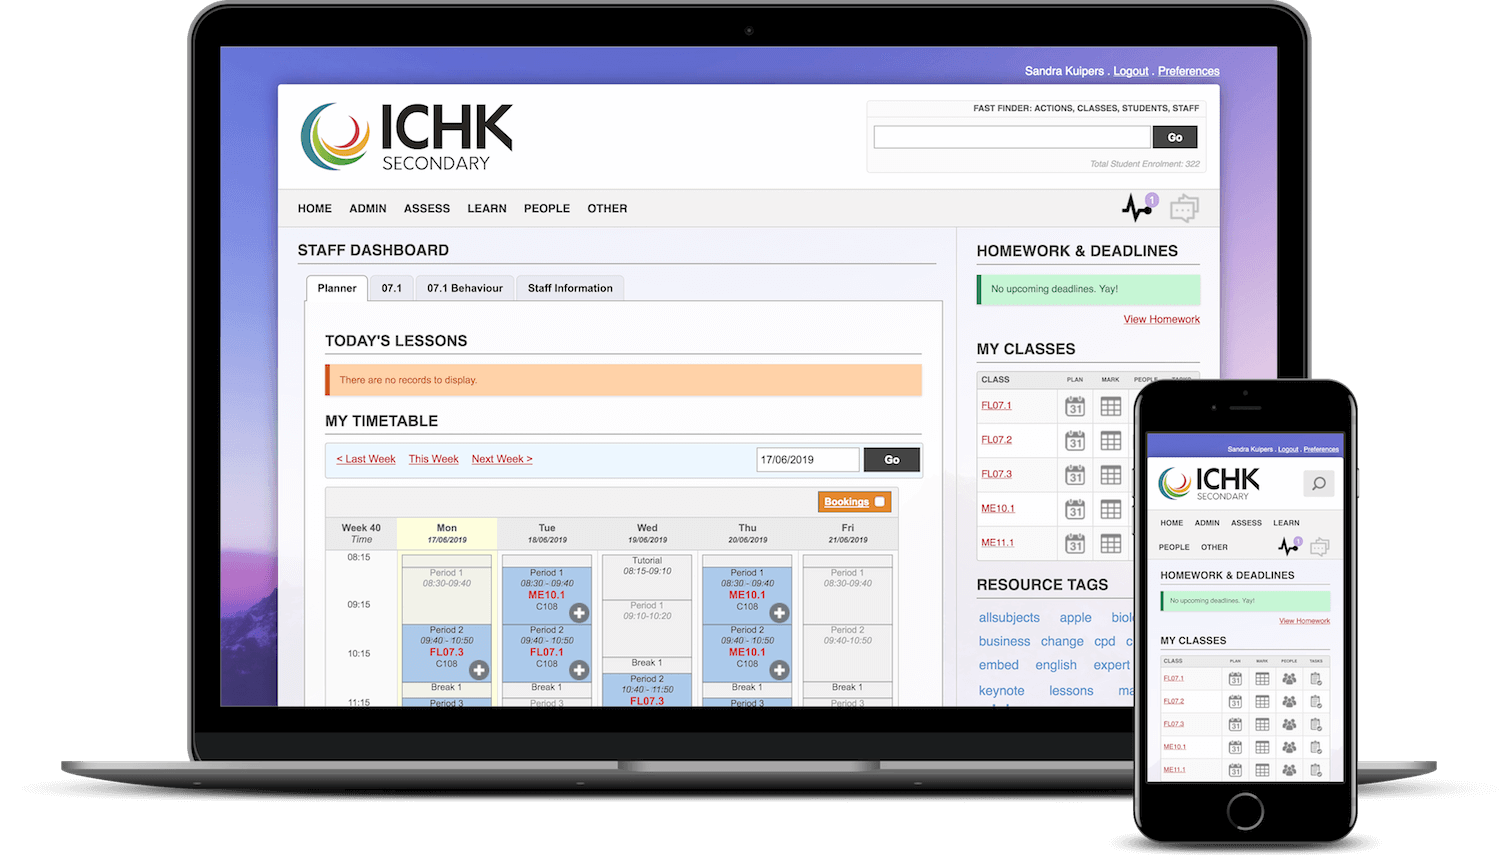 Sandra Kuipers . Logout . Preferences
ICHK
SECONDARY
FAST FINDER: ACTIONS, CLASSES, STUDENTS, STAFF
Go
Total Student Enrolment: 322
HOME ADMIN ASSESS LEARN PEOPLE OTHER
1
STAFF DASHBOARD
Planner 07.1 07.1 Behaviour Staff Information
TODAY'S LESSONS
There are no records to display.
MY TIMETABLE
< Last Week This Week Next Week >
17/06/2019 Go
Bookings
Week 40 Mon Tue Wed Thu Fri
Time 17/06/2019 18/06/2019 19/06/2019 20/06/2019 21/06/2019
08:15
09:15
10:15
11:15
Period 1
08:30-09:40
Period 2
09:40 - 10:50
FL07.3
C108
Break 1
Period 3
Period 1
08:30 - 09:40
ME10.1
C108
Period 2
09:40 - 10:50
FL07.1
C108
Break 1
Period 3
Tutorial
08:15-09:10
Period 1
09:10-10:20
Break 1
Period 2
10:40 - 11:50
FL07.3
Period 1
08:30 - 09:40
ME10.1
C108
Period 2
09:40 - 10:50
ME10.1
C108
Break 1
Period 3
Period 1
08:30-09:40
Period 2
09:40-10:50
Break 1
Period 3
HOMEWORK & DEADLINES
No upcoming deadlines. Yay!
View Homework
MY CLASSES
CLASS PLAN MARK PEOPLE
FL07.1 31
FL07.2 31
FL07.3 31
ME10.1 31
ME11.1 31
RESOURCE TAGS
allsubjects apple
business change cpd
embed english expert
keynote lessons
Sandra Kuipers . Logout . Preferences
ICHK
SECONDARY
HOME ADMIN ASSESS LEARN
PEOPLE OTHER 1
HOMEWORK & DEADLINES
No upcoming deadlines. Yay!
View Homework
MY CLASSES
CLASS PLAN MARK PEOPLE TASKS
FL07.1 31
FL07.2 31
FL07.3 31
ME10.1 31
ME11.1 31